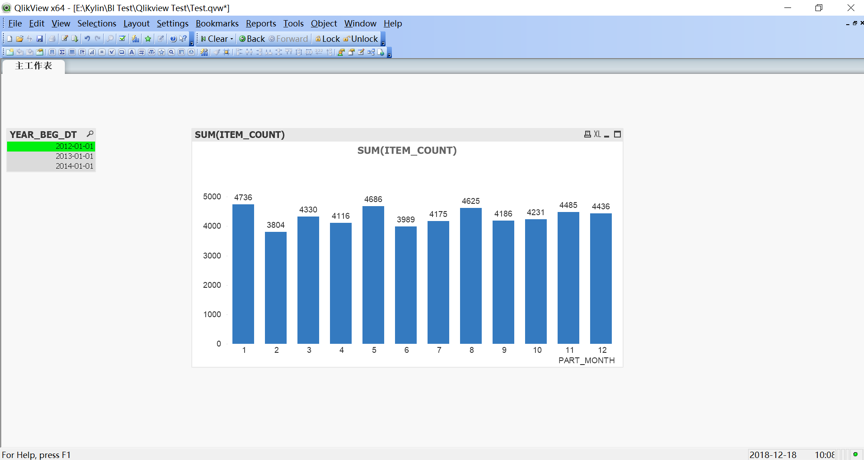 QlikView x64 - [E:\Kylin\BI Test\Qlikview Test\Test.qvw*]
File Edit View Selections Layout Settings Bookmarks Reports Tools Object Window Help
Clear Back Forward Lock Unlock
主工作表
YEAR_BEG_DT
2012-01-01
2013-01-01
2014-01-01
SUM(ITEM_COUNT) XL
SUM(ITEM_COUNT)
5000
4000
3000
2000
1000
0
4736 3804 4330 4116 4686 3989 4175 4625 4186 4231 4485 4436
1 2 3 4 5 6 7 8 9 10 11 12
PART_MONTH
For Help, press F1 2018-12-18 10:08